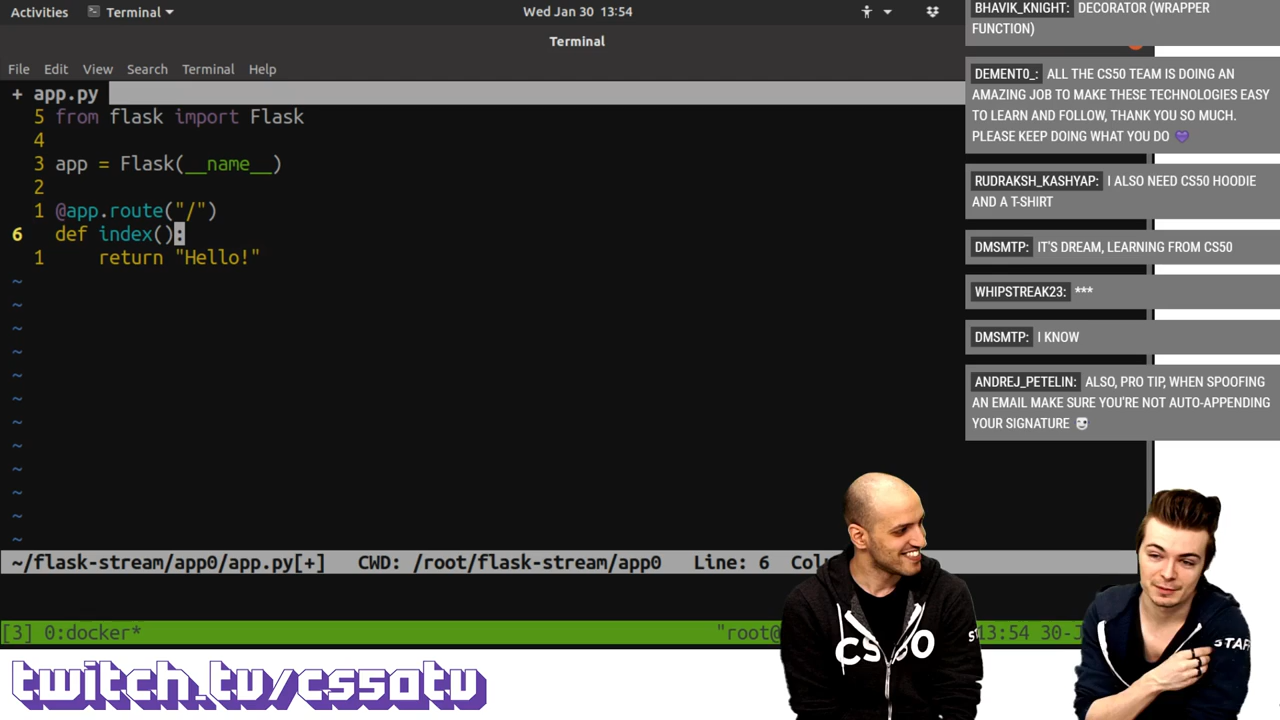 Activities Terminal Wed Jan 30 13:54
Terminal
File Edit View Search Terminal Help
+ app.py
5 from flask import Flask
4
3 app = Flask(__name__)
2
1 @app.route("/")
6 def index():
1 return "Hello!"
~
~
~
~
~
~
~
~
~
~
~
~
~/flask-stream/app0/app.py[+] CWD: /root/flask-stream/app0 Line: 6
[3] 0:docker* "root@ 13:54 30-J
BHAVIK_KNIGHT: DECORATOR (WRAPPER
FUNCTION)
DEMENT0_: ALL THE CS50 TEAM IS DOING AN
AMAZING JOB TO MAKE THESE TECHNOLOGIES EASY
TO LEARN AND FOLLOW, THANK YOU SO MUCH.
PLEASE KEEP DOING WHAT YOU DO 💜
RUDRAKSH_KASHYAP: I ALSO NEED CS50 HOODIE
AND A T-SHIRT
DMSMTP: IT'S DREAM, LEARNING FROM CS50
WHIPSTREAK23: ***
DMSMTP: I KNOW
ANDREJ_PETELIN: ALSO, PRO TIP, WHEN SPOOFING
AN EMAIL MAKE SURE YOU'RE NOT AUTO-APPENDING
YOUR SIGNATURE
CS50
STAFF
twitch.tv/cs50tv